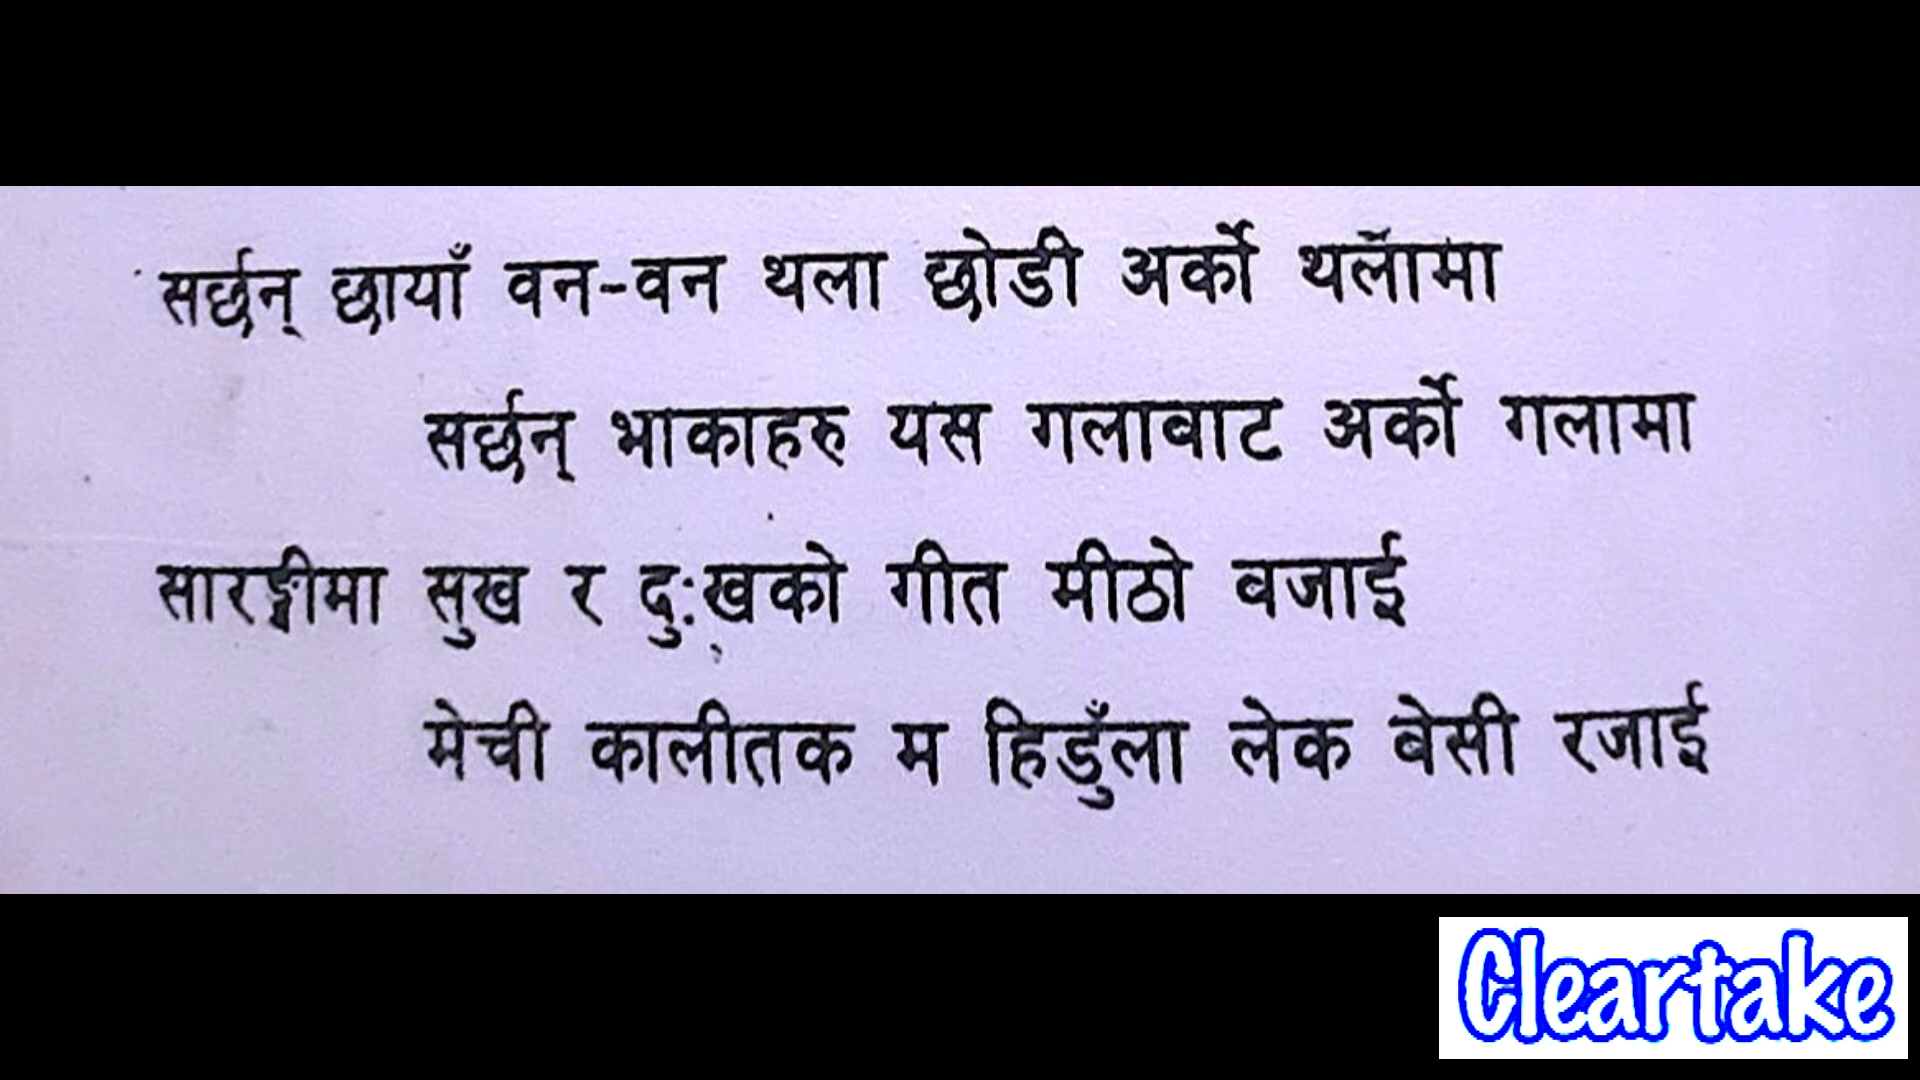 सर्छन् छायाँ वन-वन थला छोडी अर्को थलामा
सर्छन् भाकाहरु यस गलावाट अर्को गलामा
सारङ्गीमा सुख र दुःखको गीत मीठो वजाई
मेची कालीतक म हिडुँला लेक बेसी रजाई
Cleartake